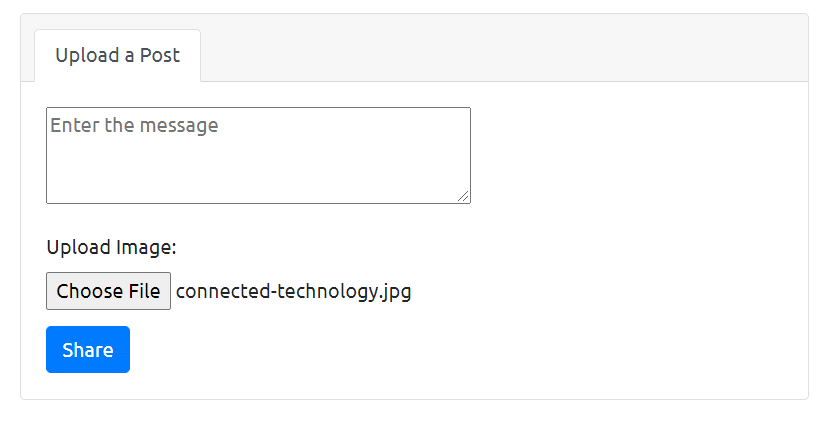 Upload a Post
Enter the message
Upload Image:
Choose File connected-technology.jpg
Share